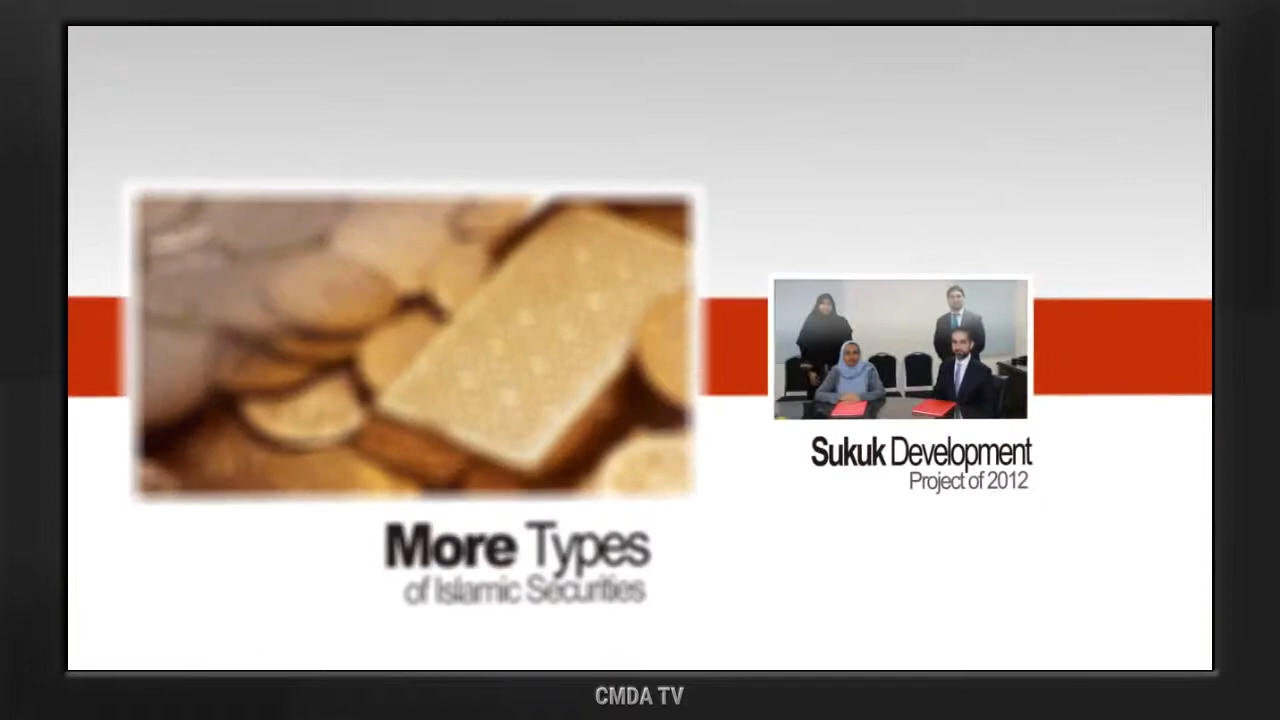 More Types
of Islamic Securities
Sukuk Development
Project of 2012
CMDA TV